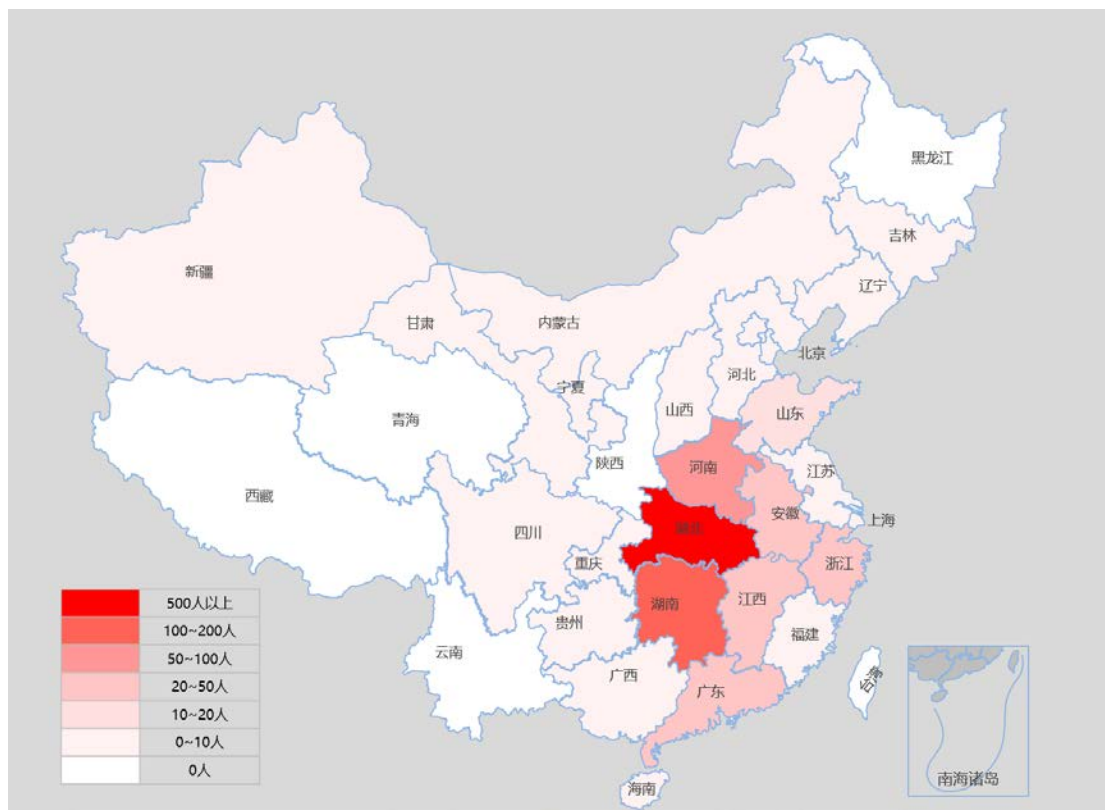 黑龙江
吉林
辽宁
新疆
甘肃
内蒙古
北京
宁夏
河北
山西
山东
青海
陕西
河南
江苏
西藏
安徽
上海
四川
湖北
重庆
浙江
湖南
江西
贵州
福建
云南
广西
广东
台湾
海南
南海诸岛
500人以上
100~200人
50~100人
20~50人
10~20人
0~10人
0人